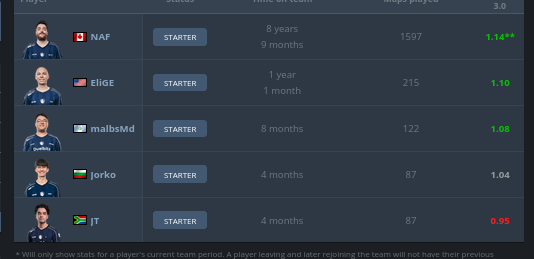 Player Status Time on team Maps played
3.0
NAF STARTER 8 years 9 months 1597 1.14**
EliGE STARTER 1 year 1 month 215 1.10
malbsMd STARTER 8 months 122 1.08
Jorko STARTER 4 months 87 1.04
JT STARTER 4 months 87 0.95
* Will only show stats for a player's current team period. A player leaving and later rejoining the team will not have their previous